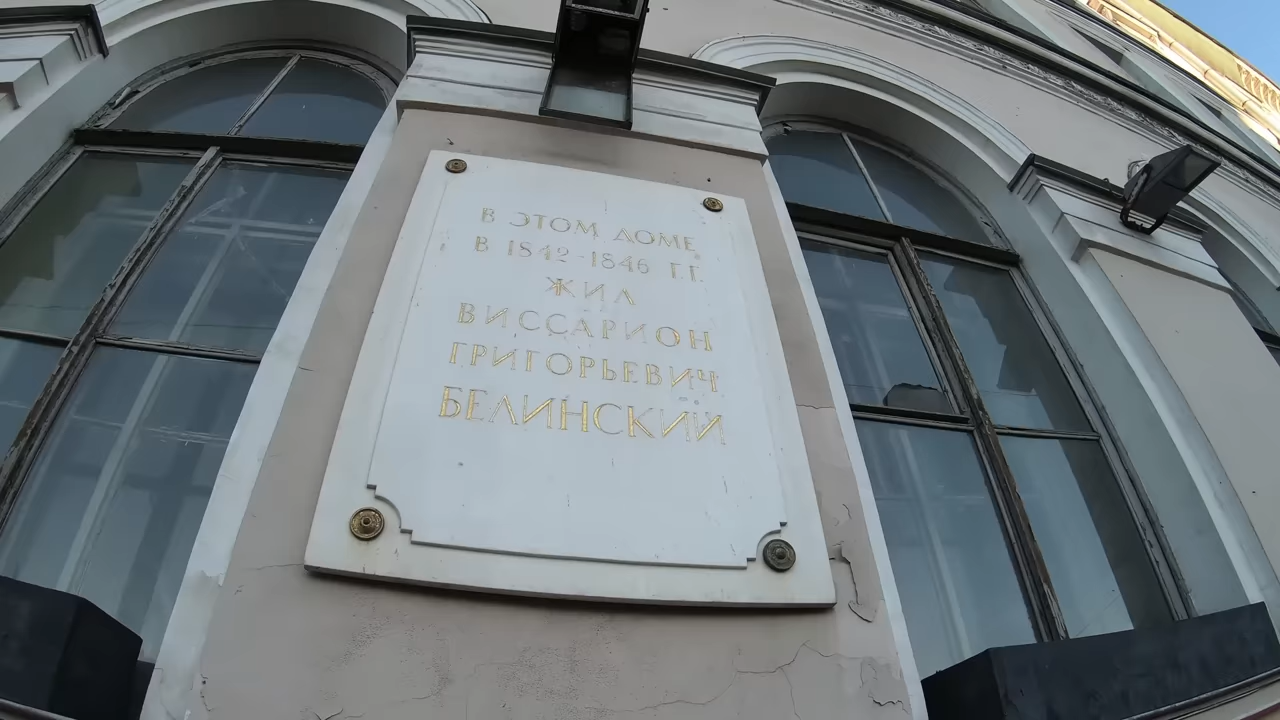 В ЭТОМ ДОМЕ
В 1842-1846 Г.Г.
ЖИЛ
ВИССАРИОН
ГРИГОРЬЕВИЧ
БЕЛИНСКИЙ